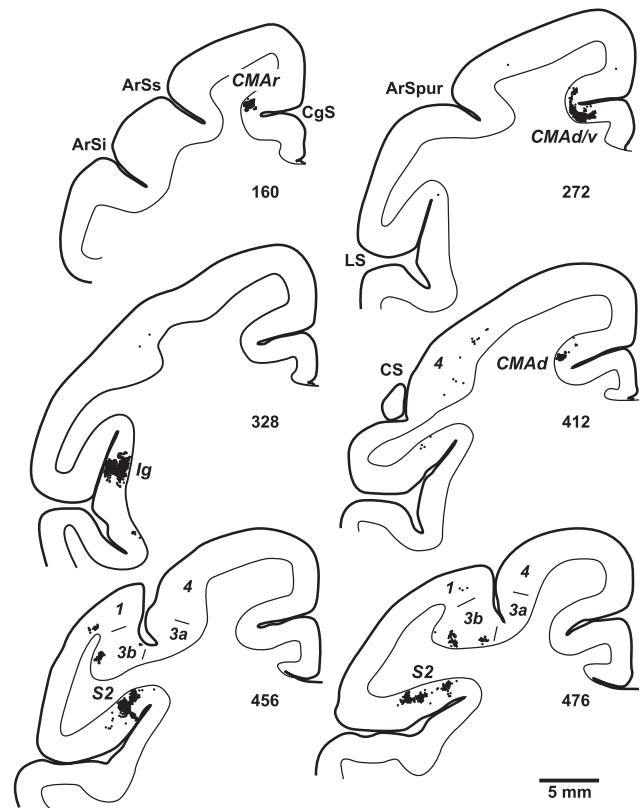 CMAr
ArSs
CgS
ArSi
160
ArSpur
CMAd/v
272
LS
328
Ig
CS
4
CMAd
412
1
4
3a
3b
S2
456
1
4
3a
3b
S2
476
5 mm